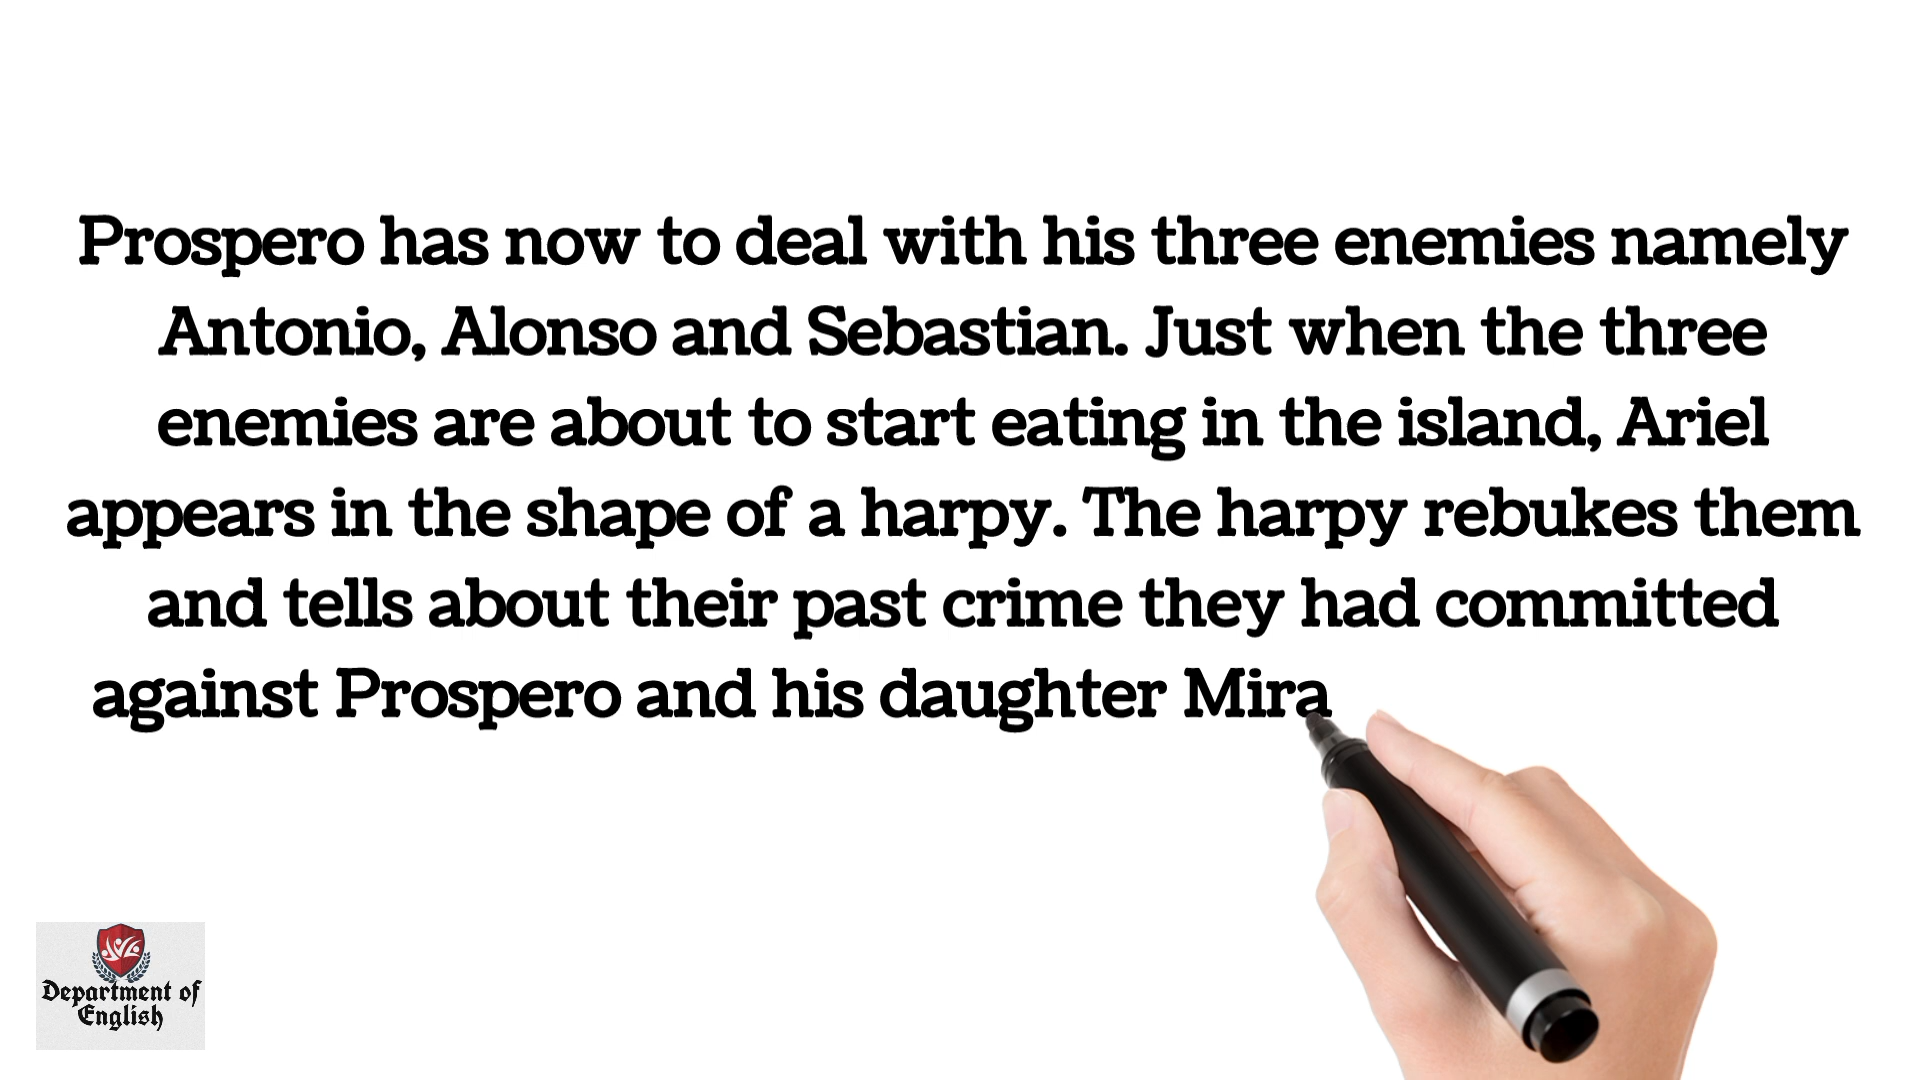 Prospero has now to deal with his three enemies namely
Antonio, Alonso and Sebastian. Just when the three
enemies are about to start eating in the island, Ariel
appears in the shape of a harpy. The harpy rebukes them
and tells about their past crime they had committed
against Prospero and his daughter Mira
Department of
English